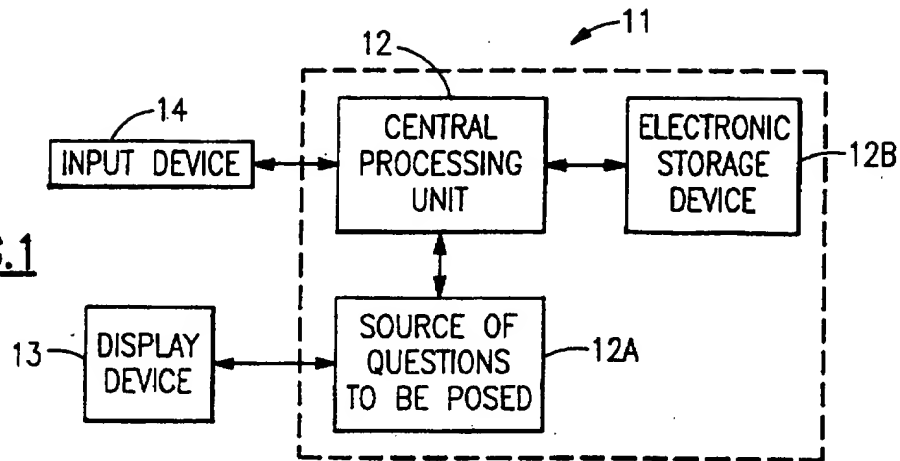 11
12
14
INPUT DEVICE
CENTRAL
PROCESSING
UNIT
ELECTRONIC
STORAGE
DEVICE
12B
.1
13
DISPLAY
DEVICE
SOURCE OF
QUESTIONS
TO BE POSED
12A